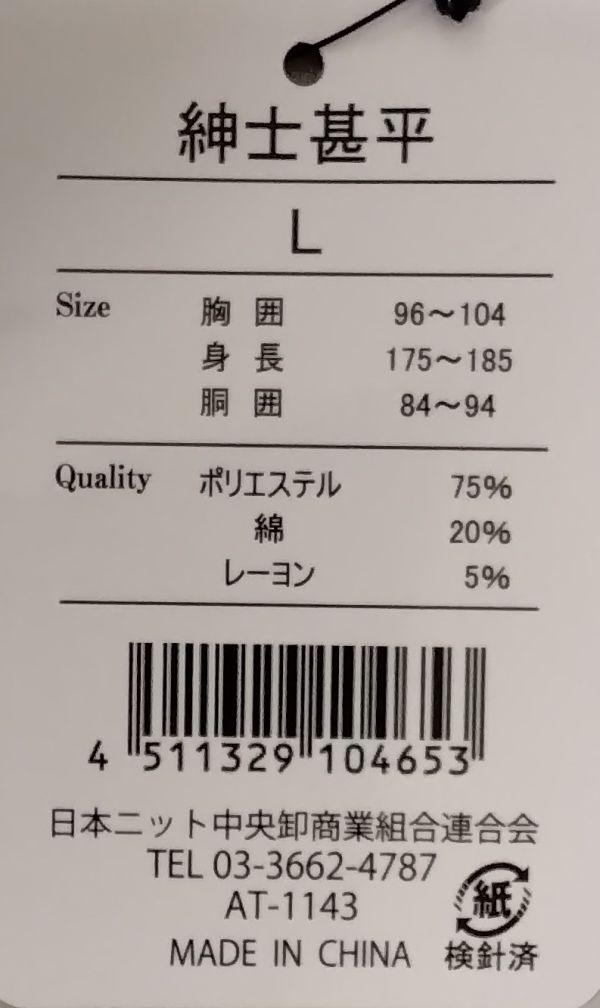 紳士甚平
L
Size 胸囲 96～104
身長 175～185
胴囲 84～94
Quality ポリエステル 75%
綿 20%
レーヨン 5%
4 511329 104653
日本ニット中央卸商業組合連合会
TEL 03-3662-4787
AT-1143
紙
MADE IN CHINA 検針済